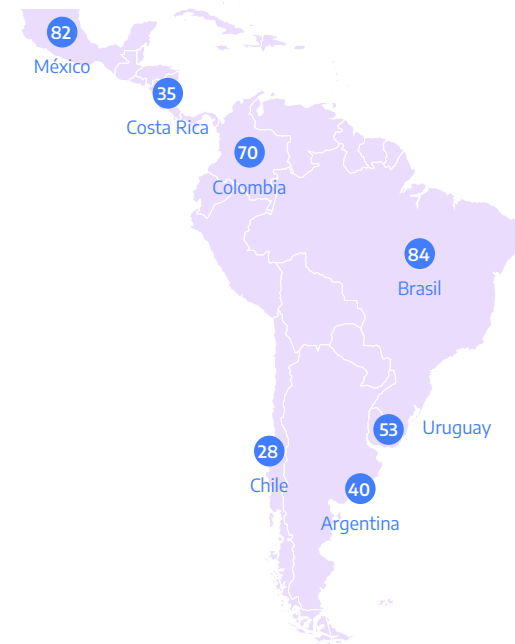 82
México
35
Costa Rica
70
Colombia
84
Brasil
53 Uruguay
28
Chile
40
Argentina